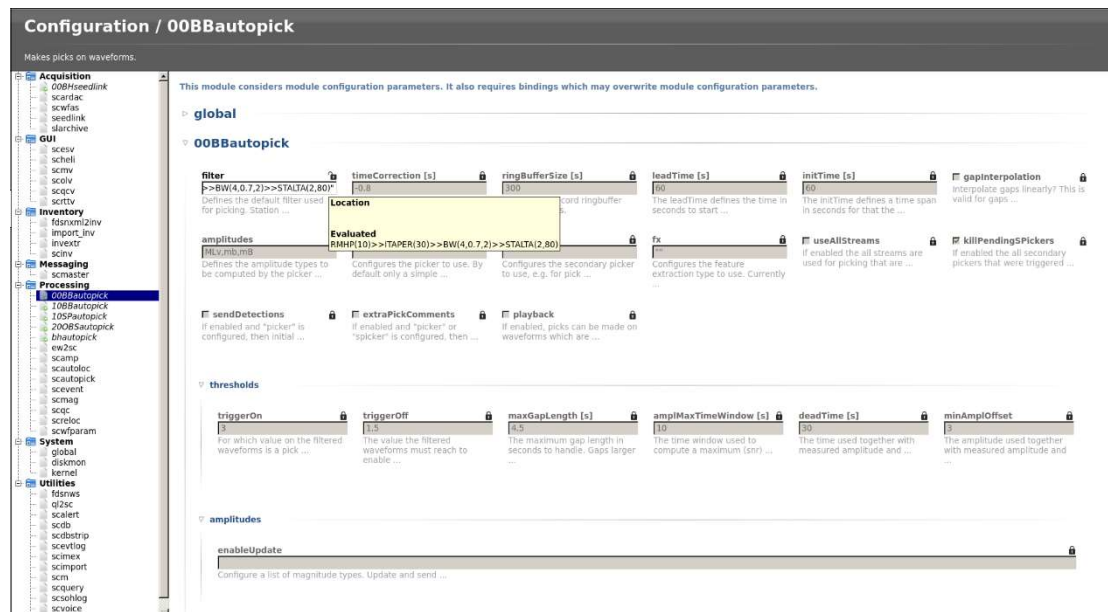 Configuration / 00BBautopick
Makes picks on waveforms.
Acquisition
00BHseedlink
scardac
scwfas
seedlink
slarchive
GUI
scesv
scheli
scmv
scolv
scqcv
scrttv
Inventory
fdsnxml2inv
import_inv
invextr
scinv
Messaging
scmaster
Processing
00BBautopick
10BBautopick
10SPautopick
20OBSautopick
bhautopick
ew2sc
scamp
scautoloc
scautopick
scevent
scmag
scqc
screloc
scwfparam
System
global
diskmon
kernel
Utilities
fdsnws
ql2sc
scalert
scdb
scdbstrip
scevtlog
scimex
scimport
scm
scquery
scsohlog
scvoice
This module considers module configuration parameters. It also requires bindings which may overwrite module configuration parameters.
global
00BBautopick
filter
>>BW(4,0.7,2)>>STALTA(2,80)"
Defines the default filter used
for picking. Station ...
timeCorrection [s]
-0.8
ringBufferSize [s]
300
cord ringbuffer
s.
leadTime [s]
60
The leadTime defines the time in
seconds to start ...
initTime [s]
60
The initTime defines a time span
in seconds for that the ...
gapInterpolation
Interpolate gaps linearly? This is
valid for gaps ...
Location
Evaluated
RMHP(10)>>ITAPER(30)>>BW(4,0.7,2)>>STALTA(2,80)
amplitudes
MLv,mb,mB
Defines the amplitude types to
be computed by the picker ...
Configures the picker to use. By
default only a simple ...
Configures the secondary picker
to use, e.g. for pick ...
fx
""
Configures the feature
extraction type to use. Currently
...
useAllStreams
If enabled the all streams are
used for picking that are ...
killPendingSPickers
If enabled the all secondary
pickers that were triggered ...
sendDetections
If enabled and "picker" is
configured, then initial ...
extraPickComments
If enabled and "picker" or
"spicker" is configured, then ...
playback
If enabled, picks can be made on
waveforms which are ...
thresholds
triggerOn
3
For which value on the filtered
waveforms is a pick ...
triggerOff
1.5
The value the filtered
waveforms must reach to
enable ...
maxGapLength [s]
4.5
The maximum gap length in
seconds to handle. Gaps larger
...
amplMaxTimeWindow [s]
10
The time window used to
compute a maximum (snr) ...
deadTime [s]
30
The time used together with
measured amplitude and ...
minAmplOffset
3
The amplitude used together
with measured amplitude and
...
amplitudes
enableUpdate
Configure a list of magnitude types. Update and send ...